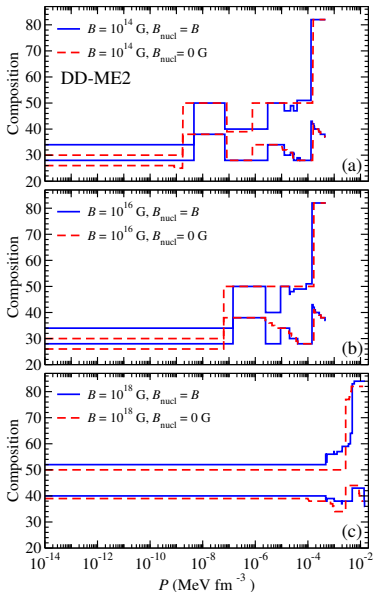 80
70
60
50
40
30
20
Composition
B = 10^14 G, B_nucl = B
B = 10^14 G, B_nucl = 0 G
DD-ME2
(a)
80
70
60
50
40
30
20
Composition
B = 10^16 G, B_nucl = B
B = 10^16 G, B_nucl = 0 G
(b)
80
70
60
50
40
30
20
Composition
B = 10^18 G, B_nucl = B
B = 10^18 G, B_nucl = 0 G
(c)
10^-14 10^-12 10^-10 10^-8 10^-6 10^-4 10^-2
P (MeV fm^-3)